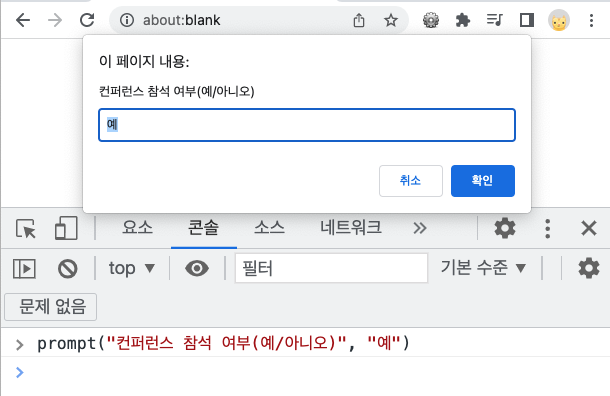 about:blank
이 페이지 내용:
컨퍼런스 참석 여부(예/아니오)
예
취소 확인
요소 콘솔 소스 네트워크 »
top ▼ 필터 기본 수준 ▼
문제 없음
> prompt("컨퍼런스 참석 여부(예/아니오)", "예")
>